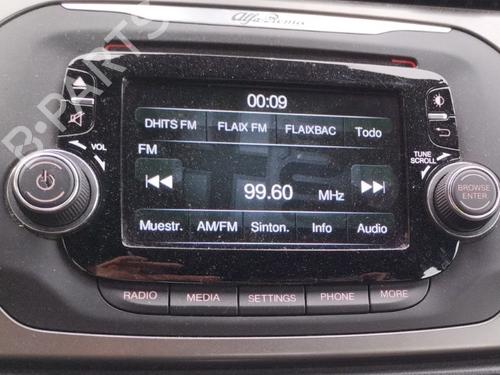 Alfa Romeo
00:09
DHITS FM FLAIX FM FLAIXBAC Todo
VOL
FM
TUNE
SCROLL
99.60 MHz
BROWSE
ENTER
Muestr. AM/FM Sinton. Info Audio
RADIO MEDIA SETTINGS PHONE MORE
B-PARTS